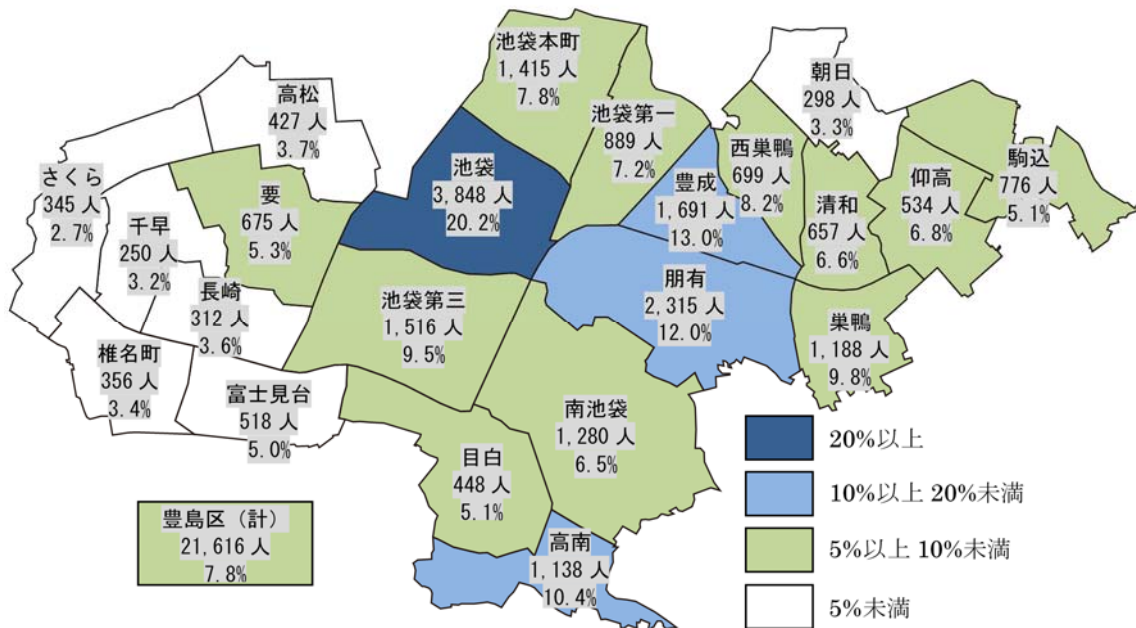 池袋本町
1,415 人
7.8%
朝日
298 人
3.3%
高松
427 人
3.7%
池袋第一
889 人
7.2%
西巣鴨
699 人
8.2%
駒込
776 人
5.1%
さくら
345 人
2.7%
要
675 人
5.3%
池袋
3,848 人
20.2%
豊成
1,691 人
13.0%
清和
657 人
6.6%
仰高
534 人
6.8%
千早
250 人
3.2%
長崎
312 人
3.6%
池袋第三
1,516 人
9.5%
朋有
2,315 人
12.0%
巣鴨
1,188 人
9.8%
椎名町
356 人
3.4%
富士見台
518 人
5.0%
南池袋
1,280 人
6.5%
目白
448 人
5.1%
高南
1,138 人
10.4%
豊島区（計）
21,616 人
7.8%
20%以上
10%以上 20%未満
5%以上 10%未満
5%未満